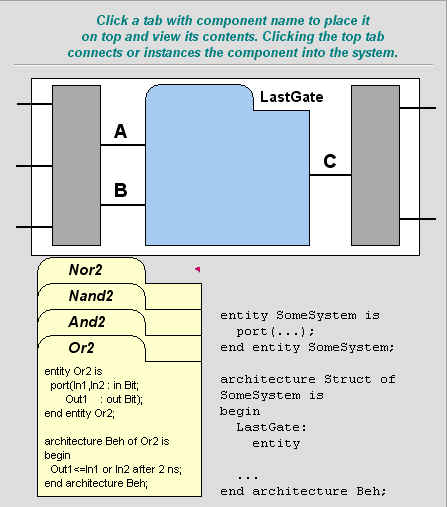 Click a tab with component name to place it
on top and view its contents. Clicking the top tab
connects or instances the component into the system.
LastGate
A
B
C
Nor2
Nand2
And2
Or2
entity Or2 is
port(In1,In2 : in Bit;
Out1 : out Bit);
end entity Or2;
architecture Beh of Or2 is
begin
Out1<=In1 or In2 after 2 ns;
end architecture Beh;
entity SomeSystem is
port(...);
end entity SomeSystem;
architecture Struct of
SomeSystem is
begin
LastGate:
entity
...
end architecture Beh;